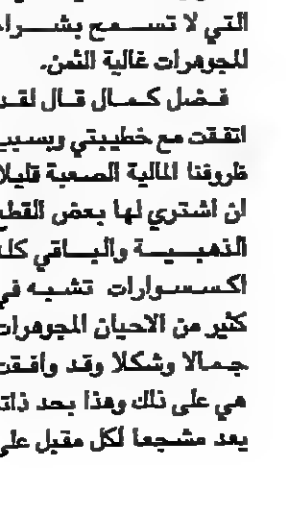 التي لا تسمح بشرا
للجوهرات غالية الثمن.
فضل كمال قال لقد
اتفقت مع خطيبتي وبسبب
ظروفنا المالية الصعبة قليلا
ان اشتري لها بعض القطع
الذهبية والباقي كله
اكسسوارات تشبه في
كثير من الاحيان المجوهرات
جمالا وشكلا وقد وافقت
هي على ذلك وهذا بحد ذاته
يعد مشجعا لكل مقبل على